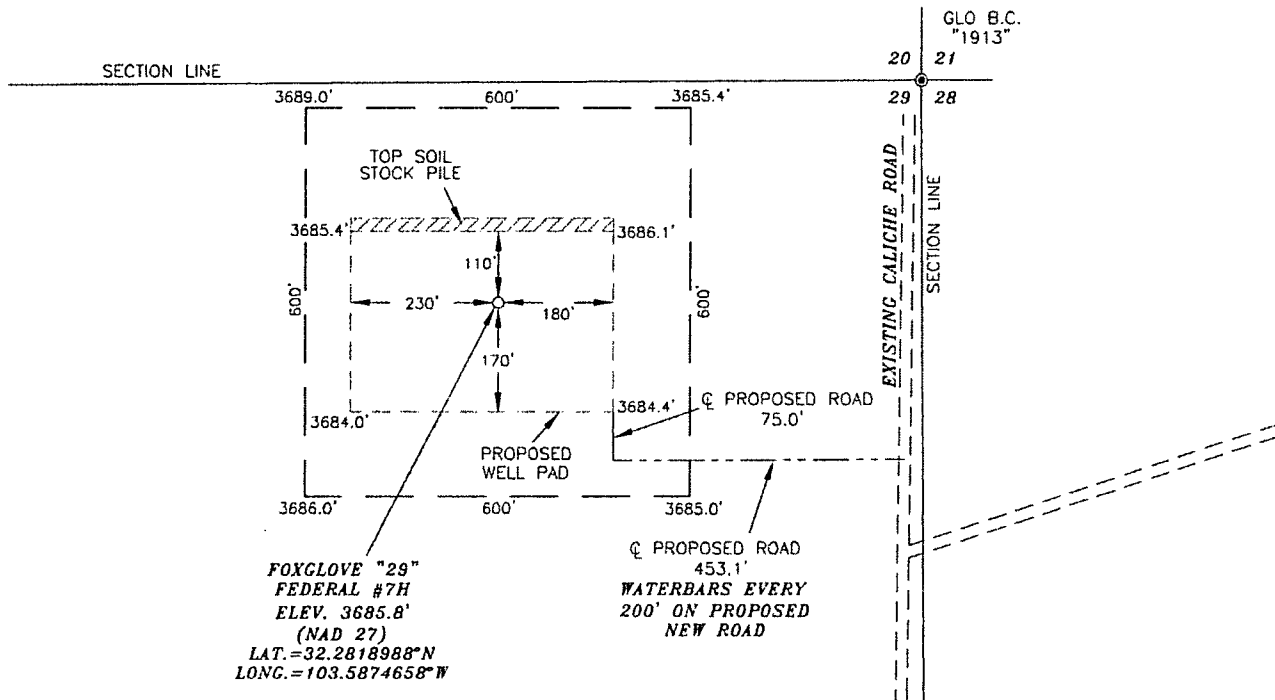 GLO B.C.
"1913"
SECTION LINE
20 21
29 28
3689.0' 600' 3685.4'
TOP SOIL
STOCK PILE
EXISTING CALICHE ROAD
SECTION LINE
3685.4' 3686.1'
110'
600' 230' 180' 600'
170'
3684.0' 3684.4'
℄ PROPOSED ROAD
75.0'
PROPOSED
WELL PAD
3686.0' 600' 3685.0'
℄ PROPOSED ROAD
453.1'
WATERBARS EVERY
200' ON PROPOSED
NEW ROAD
FOXGLOVE "29"
FEDERAL #7H
ELEV. 3685.8'
(NAD 27)
LAT.=32.2818988°N
LONG.=103.5874658°W